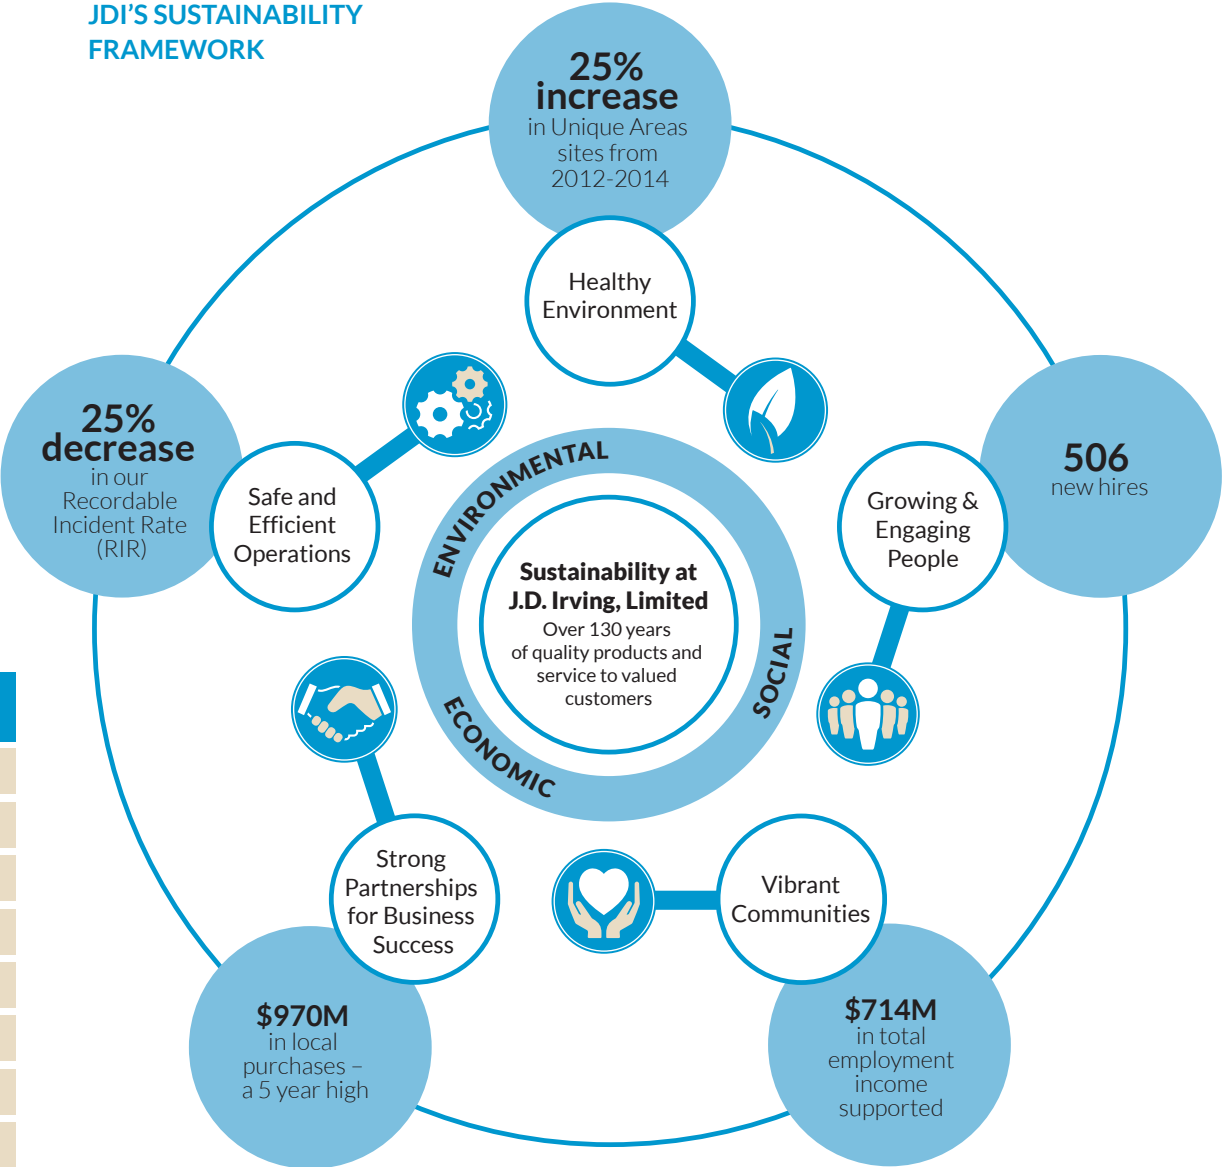 JDI'S SUSTAINABILITY
FRAMEWORK
25%
increase
in Unique Areas
sites from
2012-2014
Healthy
Environment
25%
decrease
in our
Recordable
Incident Rate
(RIR)
Safe and
Efficient
Operations
506
new hires
Growing &
Engaging
People
ENVIRONMENTAL
SOCIAL
ECONOMIC
Sustainability at
J.D. Irving, Limited
Over 130 years
of quality products and
service to valued
customers
Strong
Partnerships
for Business
Success
$970M
in local
purchases –
a 5 year high
Vibrant
Communities
$714M
in total
employment
income
supported